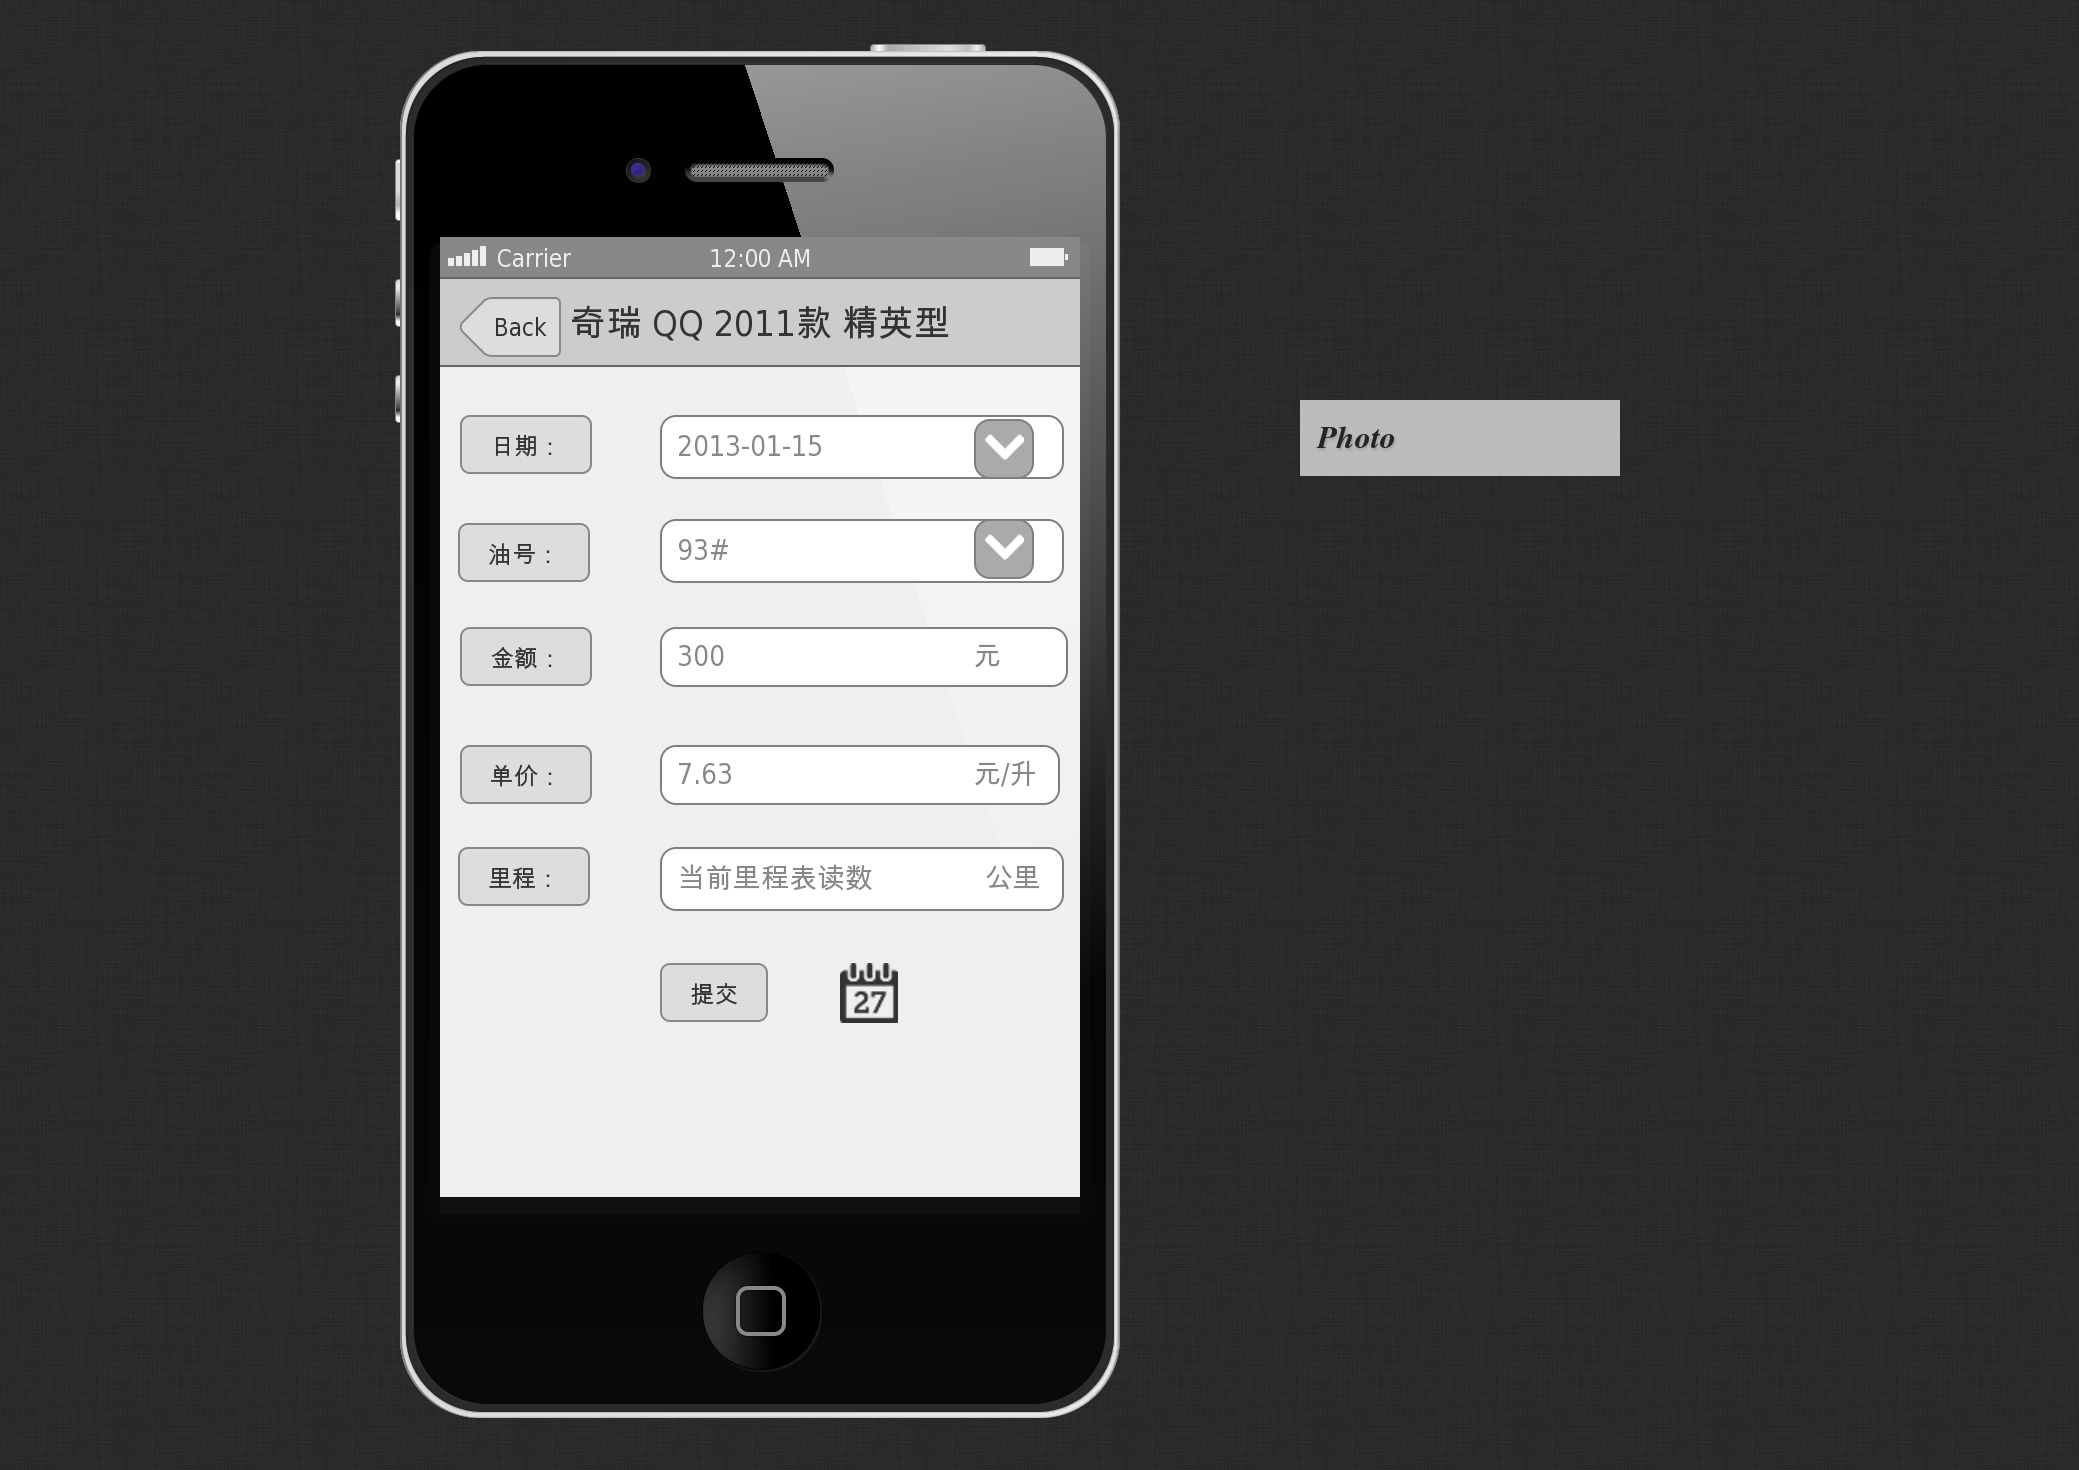 Carrier 12:00 AM
Back 奇瑞 QQ 2011款 精英型
日期： 2013-01-15
Photo
油号： 93#
金额： 300 元
单价： 7.63 元/升
里程： 当前里程表读数 公里
提交 27